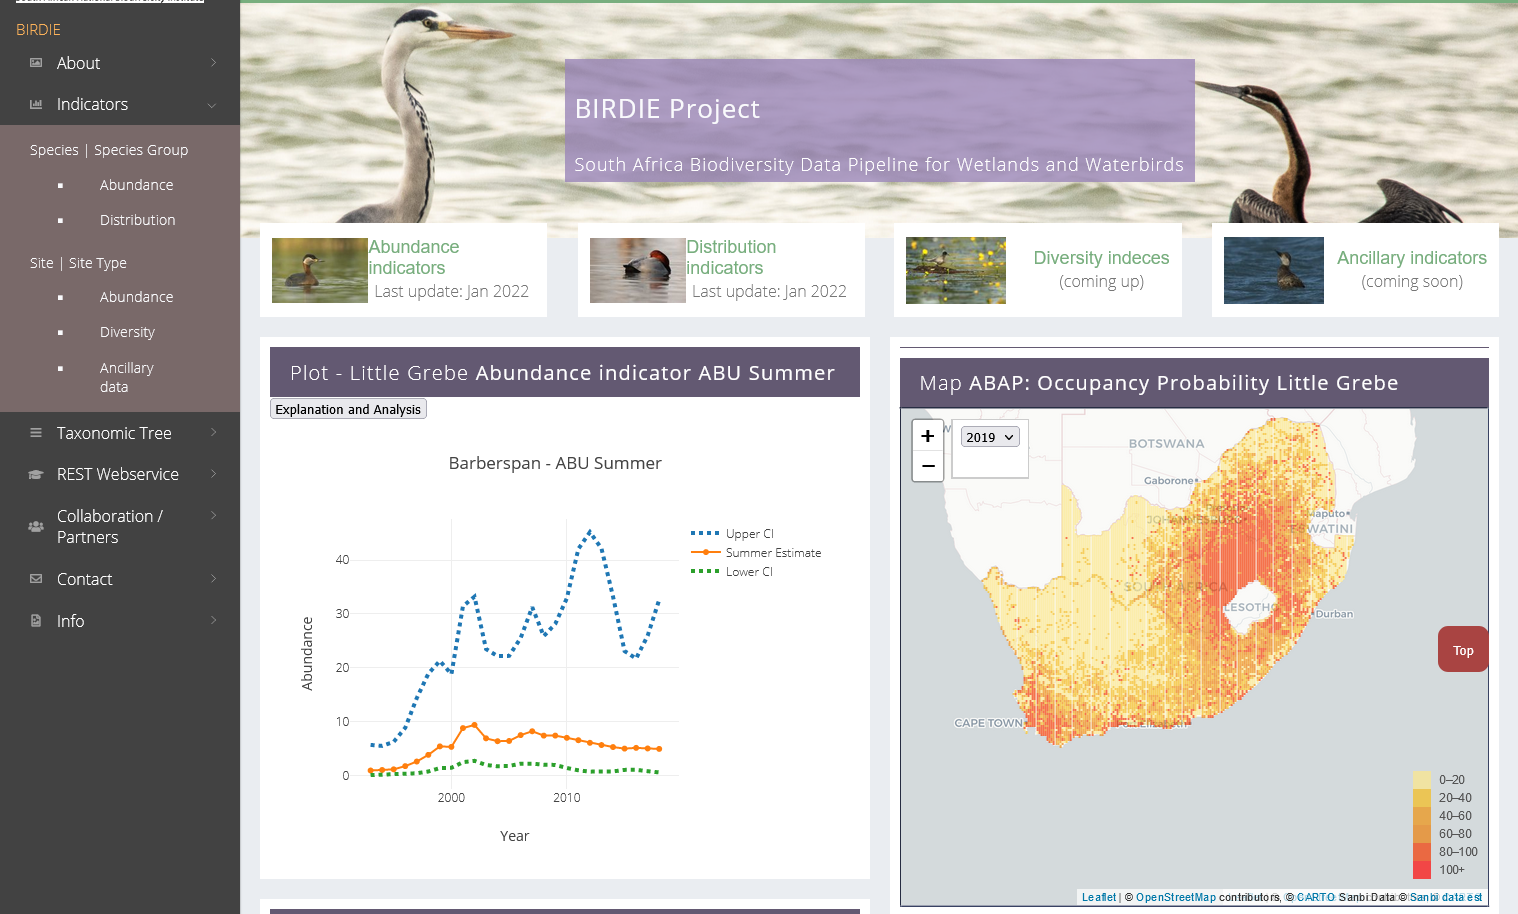 BIRDIE
About
Indicators
Species | Species Group
Abundance
Distribution
Site | Site Type
Abundance
Diversity
Ancillary
data
Taxonomic Tree
REST Webservice
Collaboration /
Partners
Contact
Info
BIRDIE Project
South Africa Biodiversity Data Pipeline for Wetlands and Waterbirds
Abundance
indicators
Last update: Jan 2022
Distribution
indicators
Last update: Jan 2022
Diversity indeces
(coming up)
Ancillary indicators
(coming soon)
Plot - Little Grebe Abundance indicator ABU Summer
Explanation and Analysis
Barberspan - ABU Summer
Upper CI
Summer Estimate
Lower CI
40
30
20
10
0
Abundance
2000 2010
Year
Map ABAP: Occupancy Probability Little Grebe
+
−
2019
BOTSWANA
Gaborone
JOHANNESBURG
aputo
ESWATINI
SOUTH AFRICA
LESOTHO
Durban
CAPE TOWN
Top
0–20
20–40
40–60
60–80
80–100
100+
Leaflet | © OpenStreetMap contributors, © CARTO Sanbi Data © Sanbi data est